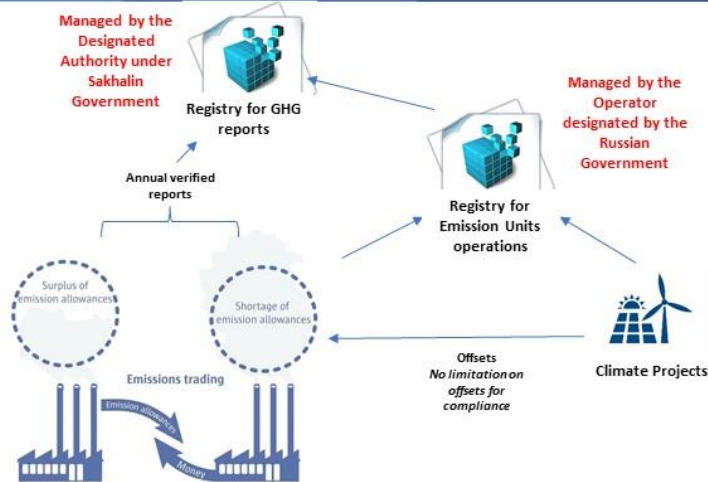 Managed by the
Designated
Authority under
Sakhalin
Government
Registry for GHG
reports
Managed by the
Operator
designated by the
Russian
Government
Annual verified
reports
Registry for
Emission Units
operations
Surplus of
emission allowances
Shortage of
emission allowances
Offsets
No limitation on
offsets for
compliance
Climate Projects
Emissions trading
Emission allowances
Money